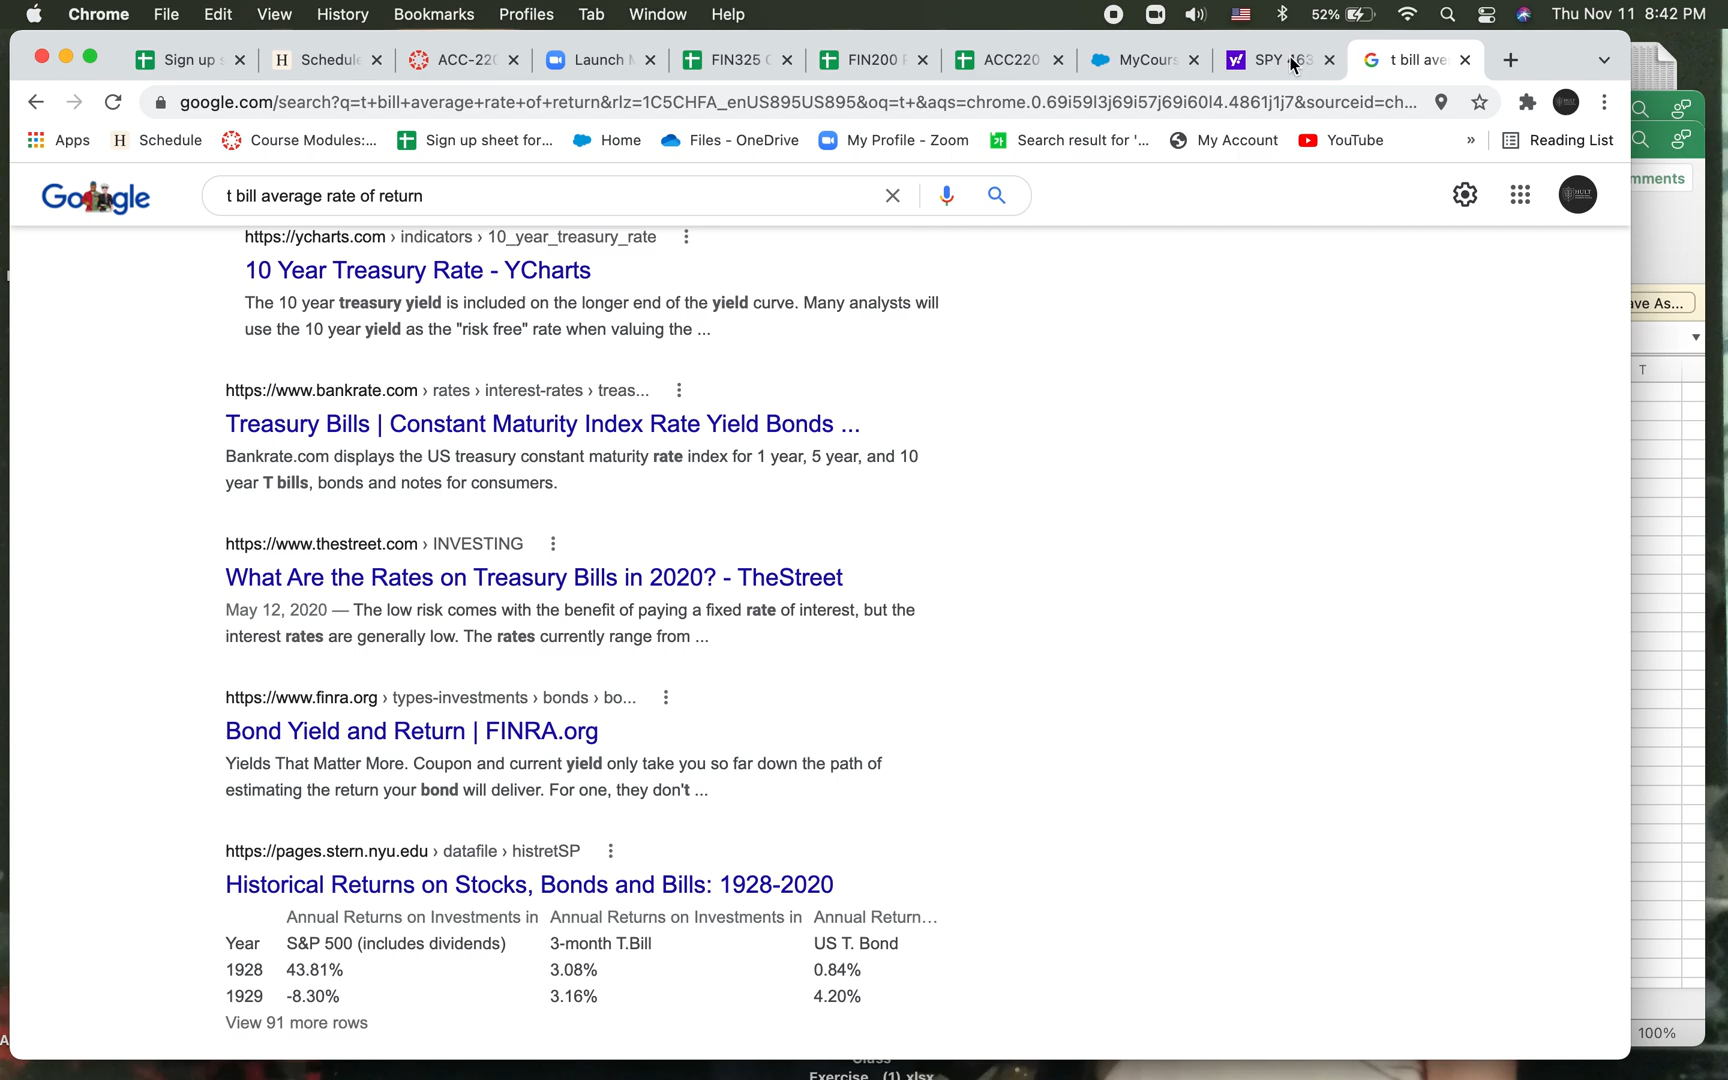 Chrome File Edit View History Bookmarks Profiles Tab Window Help 52% Thu Nov 11 8:42 PM
Sign up Schedul ACC-220 Launch FIN325 FIN200 ACC220 MyCours SPY t bill ave
google.com/search?q=t+bill+average+rate+of+return&rlz=1C5CHFA_enUS895US895&oq=t+&aqs=chrome.0.69i59l3j69i57j69i60l4.4861j1j7&sourceid=ch...
Apps Schedule Course Modules:... Sign up sheet for... Home Files - OneDrive My Profile - Zoom Search result for '... My Account YouTube » Reading List
Google t bill average rate of return
mments
https://ycharts.com › indicators › 10_year_treasury_rate
10 Year Treasury Rate - YCharts
The 10 year treasury yield is included on the longer end of the yield curve. Many analysts will
use the 10 year yield as the "risk free" rate when valuing the ...
ave As...
T
https://www.bankrate.com › rates › interest-rates › treas...
Treasury Bills | Constant Maturity Index Rate Yield Bonds ...
Bankrate.com displays the US treasury constant maturity rate index for 1 year, 5 year, and 10
year T bills, bonds and notes for consumers.
https://www.thestreet.com › INVESTING
What Are the Rates on Treasury Bills in 2020? - TheStreet
May 12, 2020 — The low risk comes with the benefit of paying a fixed rate of interest, but the
interest rates are generally low. The rates currently range from ...
https://www.finra.org › types-investments › bonds › bo...
Bond Yield and Return | FINRA.org
Yields That Matter More. Coupon and current yield only take you so far down the path of
estimating the return your bond will deliver. For one, they don't ...
https://pages.stern.nyu.edu › datafile › histretSP
Historical Returns on Stocks, Bonds and Bills: 1928-2020
Annual Returns on Investments in Annual Returns on Investments in Annual Return...
Year S&P 500 (includes dividends) 3-month T.Bill US T. Bond
1928 43.81% 3.08% 0.84%
1929 -8.30% 3.16% 4.20%
View 91 more rows
100%
Exercise (1).xlsx